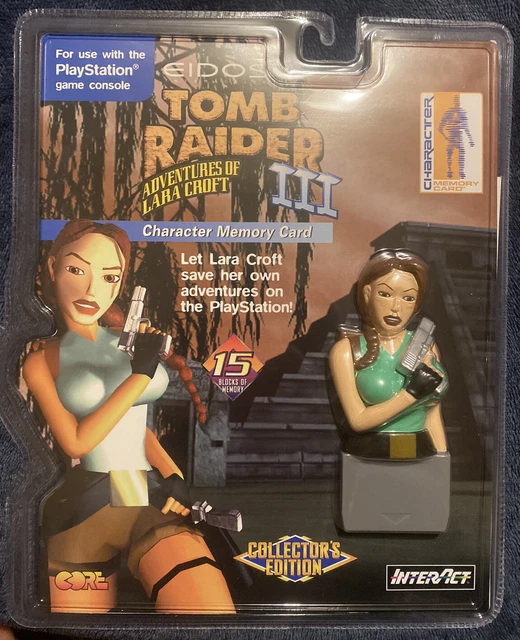 For use with the
PlayStation®
game console
EIDOS
TOMB
RAIDER
ADVENTURES OF
LARA CROFT
III
CHARACTER
MEMORY
CARD
Character Memory Card
Let Lara Croft
save her own
adventures on
the PlayStation!
15
BLOCKS OF
MEMORY
COLLECTOR'S
EDITION
CORE
INTERACT